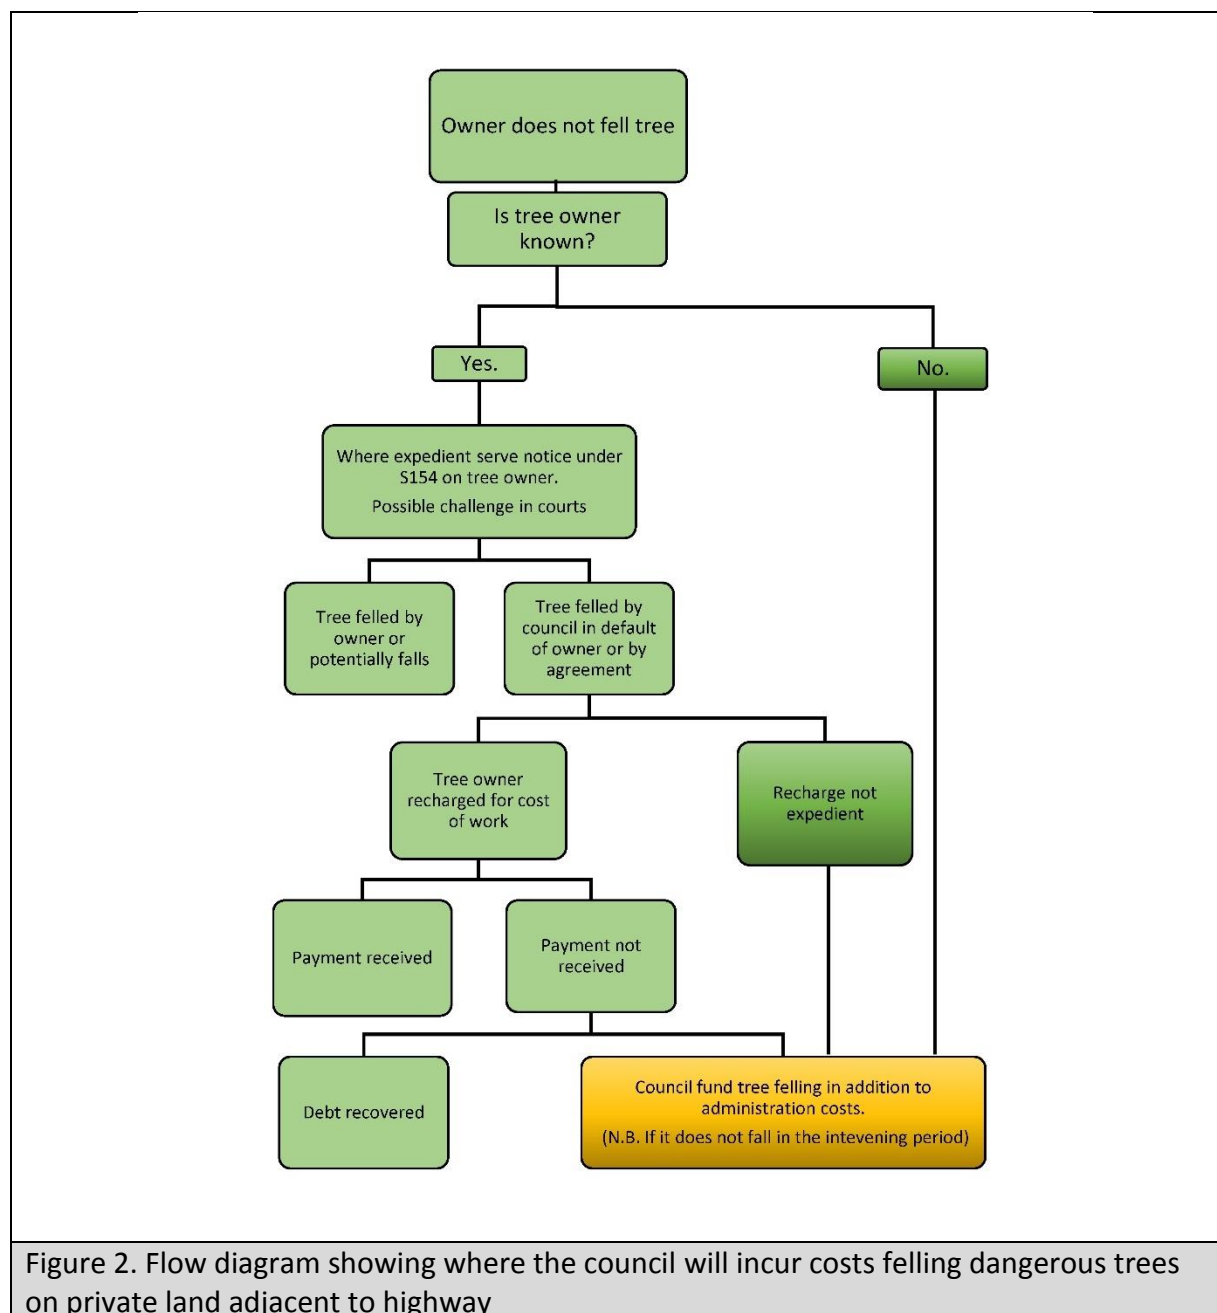 Owner does not fell tree
Is tree owner
known?
Yes.
No.
Where expedient serve notice under
S154 on tree owner.
Possible challenge in courts
Tree felled by
owner or
potentially falls
Tree felled by
council in default
of owner or by
agreement
Tree owner
recharged for cost
of work
Recharge not
expedient
Payment received
Payment not
received
Debt recovered
Council fund tree felling in addition to
administration costs.
(N.B. If it does not fall in the intevening period)
Figure 2. Flow diagram showing where the council will incur costs felling dangerous trees
on private land adjacent to highway